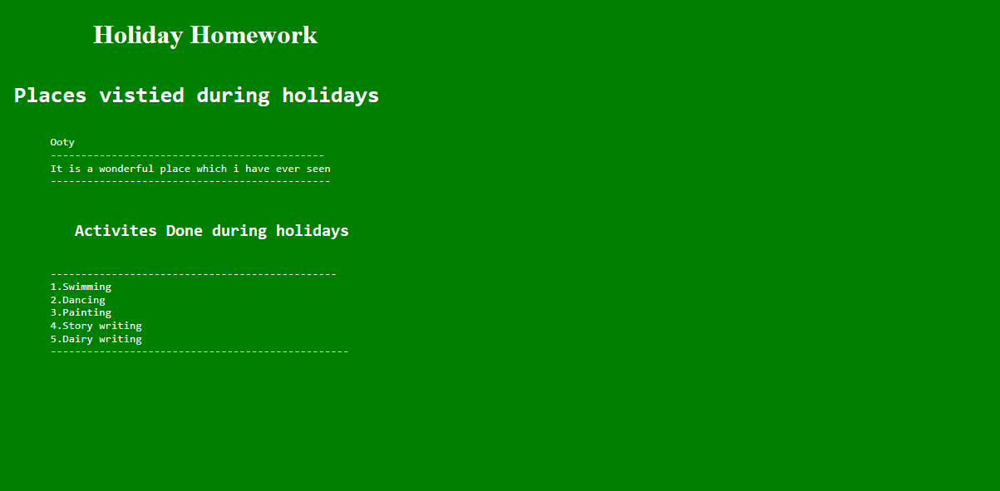 Holiday Homework
Places vistied during holidays
Ooty
---------------------------------------------
It is a wonderful place which i have ever seen
----------------------------------------------
Activites Done during holidays
-----------------------------------------------
1.Swimming
2.Dancing
3.Painting
4.Story writing
5.Dairy writing
-------------------------------------------------